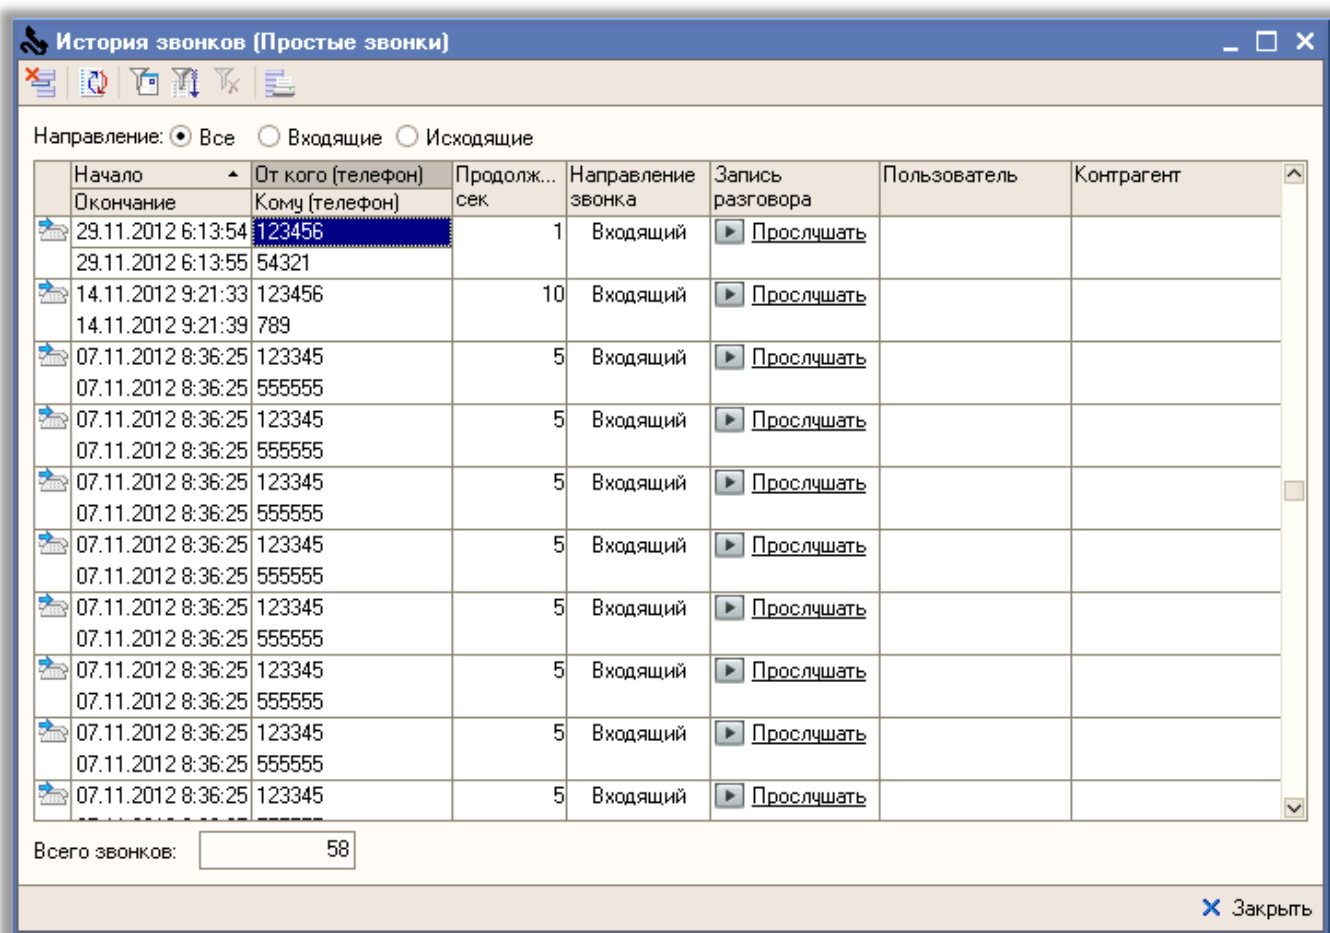 История звонков (Простые звонки)
Направление: Все Входящие Исходящие
Начало От кого (телефон) Продолж... Направление Запись Пользователь Контрагент
Окончание Кому (телефон) сек звонка разговора
29.11.2012 6:13:54 123456 1 Входящий Прослушать
29.11.2012 6:13:55 54321
14.11.2012 9:21:33 123456 10 Входящий Прослушать
14.11.2012 9:21:39 789
07.11.2012 8:36:25 123345 5 Входящий Прослушать
07.11.2012 8:36:25 555555
07.11.2012 8:36:25 123345 5 Входящий Прослушать
07.11.2012 8:36:25 555555
07.11.2012 8:36:25 123345 5 Входящий Прослушать
07.11.2012 8:36:25 555555
07.11.2012 8:36:25 123345 5 Входящий Прослушать
07.11.2012 8:36:25 555555
07.11.2012 8:36:25 123345 5 Входящий Прослушать
07.11.2012 8:36:25 555555
07.11.2012 8:36:25 123345 5 Входящий Прослушать
07.11.2012 8:36:25 555555
07.11.2012 8:36:25 123345 5 Входящий Прослушать
07.11.2012 8:36:25 555555
07.11.2012 8:36:25 123345 5 Входящий Прослушать
Всего звонков: 58
Закрыть